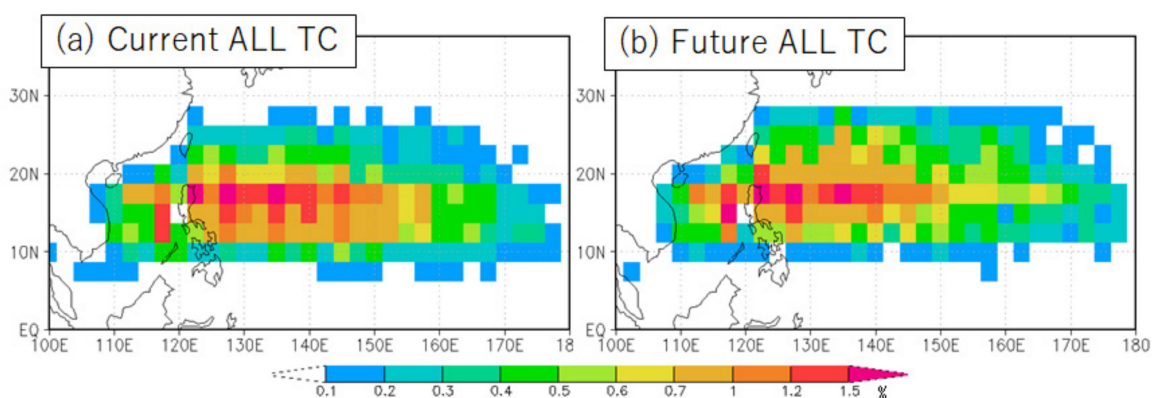 (a) Current ALL TC
(b) Future ALL TC
30N
20N
10N
EQ
100E 110E 120E 130E 140E 150E 160E 170E 18
30N
20N
10N
EQ
100E 110E 120E 130E 140E 150E 160E 170E 180
0.1 0.2 0.3 0.4 0.5 0.6 0.7 1 1.2 1.5 %